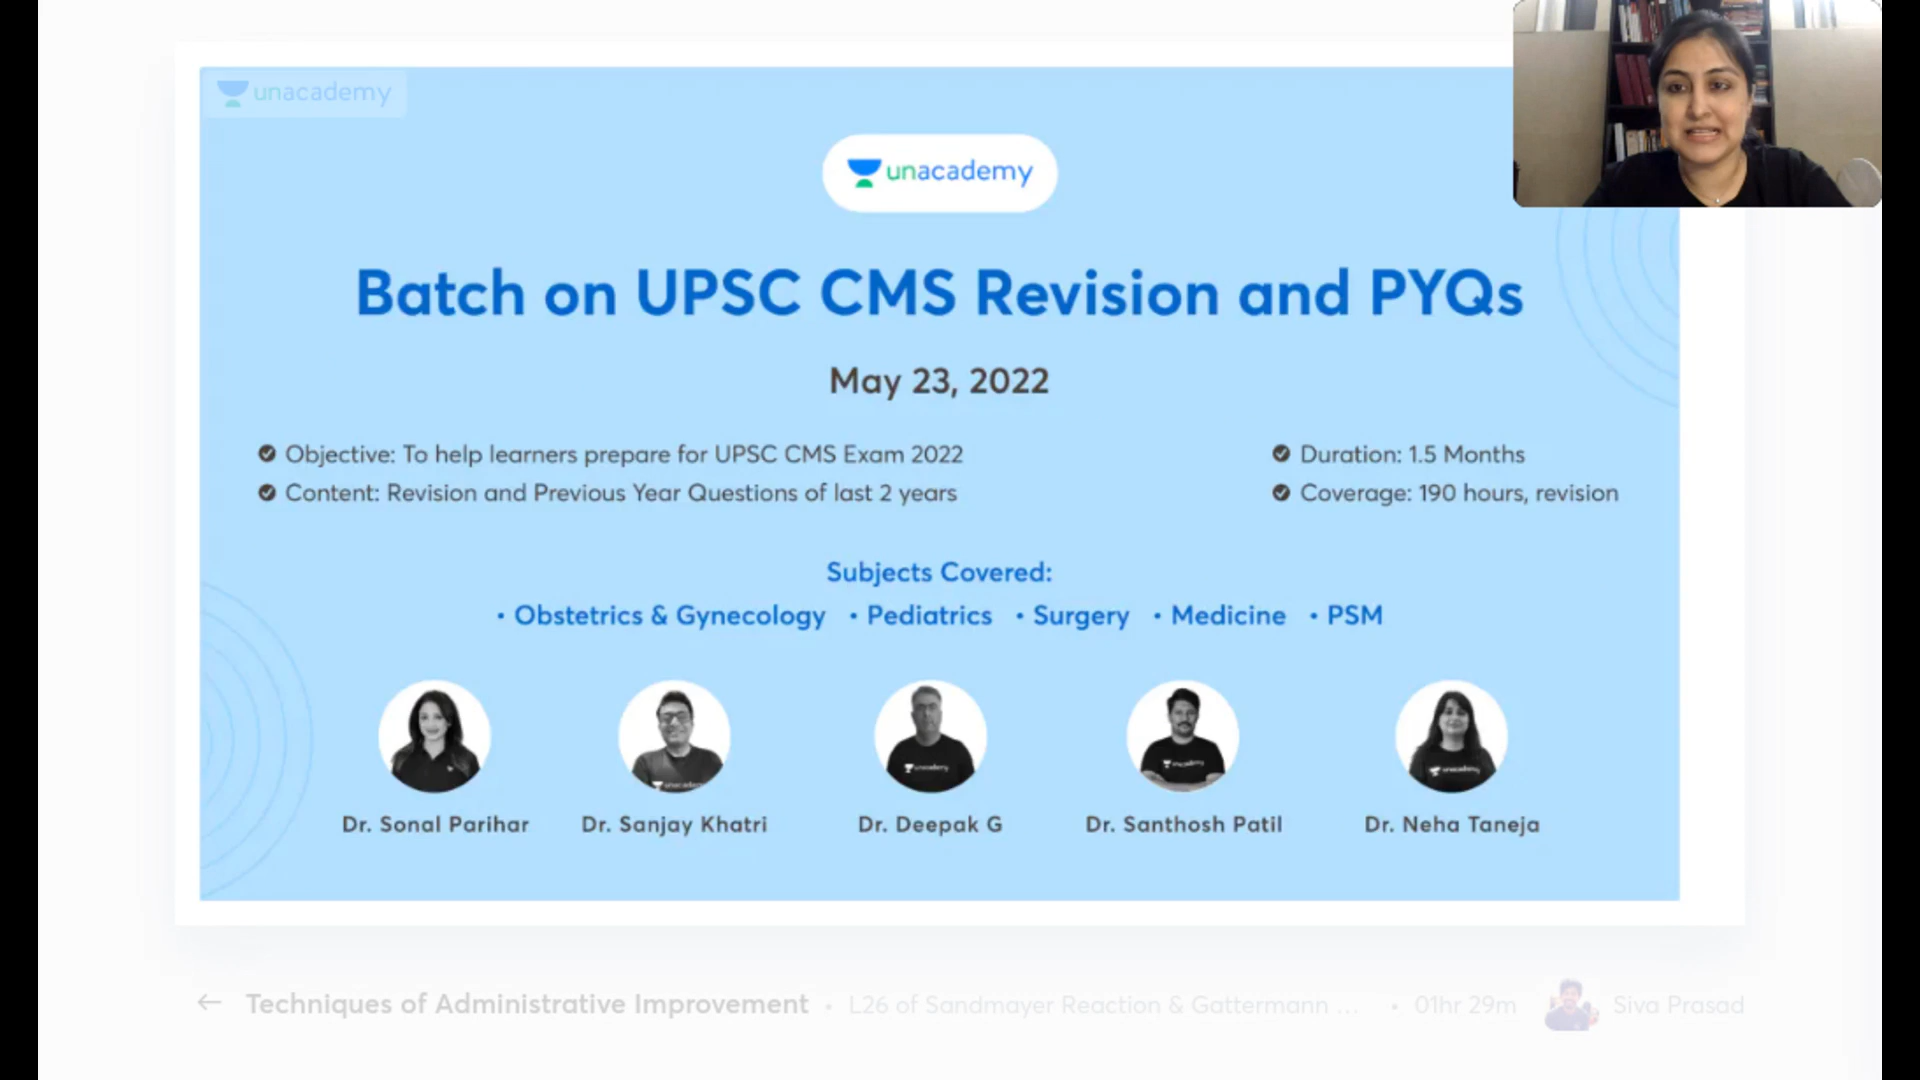 unacademy
unacademy
Batch on UPSC CMS Revision and PYQs
May 23, 2022
Objective: To help learners prepare for UPSC CMS Exam 2022
Duration: 1.5 Months
Content: Revision and Previous Year Questions of last 2 years
Coverage: 190 hours, revision
Subjects Covered:
• Obstetrics & Gynecology • Pediatrics • Surgery • Medicine • PSM
Dr. Sonal Parihar Dr. Sanjay Khatri Dr. Deepak G Dr. Santhosh Patil Dr. Neha Taneja
← Techniques of Administrative Improvement • L26 of Sandmayer Reaction & Gattermann ... • 01hr 29m Siva Prasad